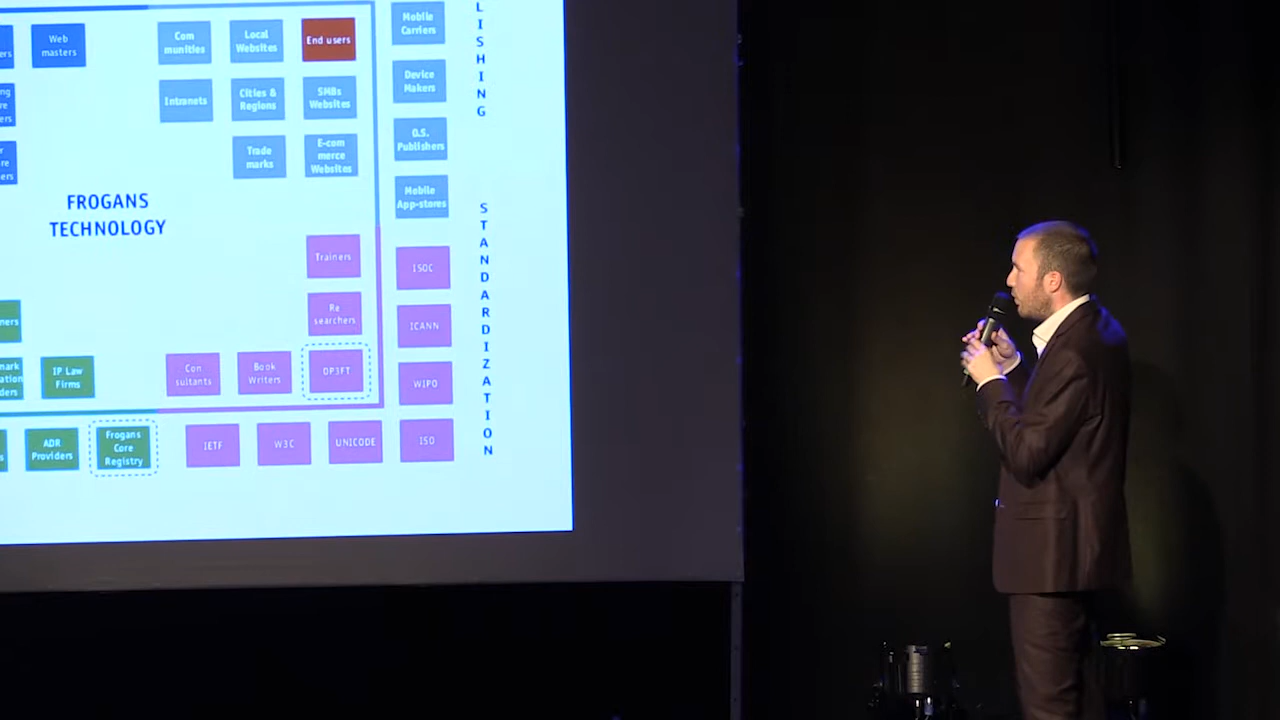 Web
masters
Com
munities
Local
Websites
End users
Mobile
Carriers
Intranets
Cities &
Regions
SMBs
Websites
Device
Makers
Trade
marks
E-com
merce
Websites
O.S.
Publishers
Mobile
App-stores
LISHING
FROGANS
TECHNOLOGY
STANDARDIZATION
Trainers
ISOC
Re
searchers
ICANN
IP Law
Firms
Con
sultants
Book
Writers
OP3FT
WIPO
ADR
Providers
Frogans
Core
Registry
IETF
W3C
UNICODE
ISO